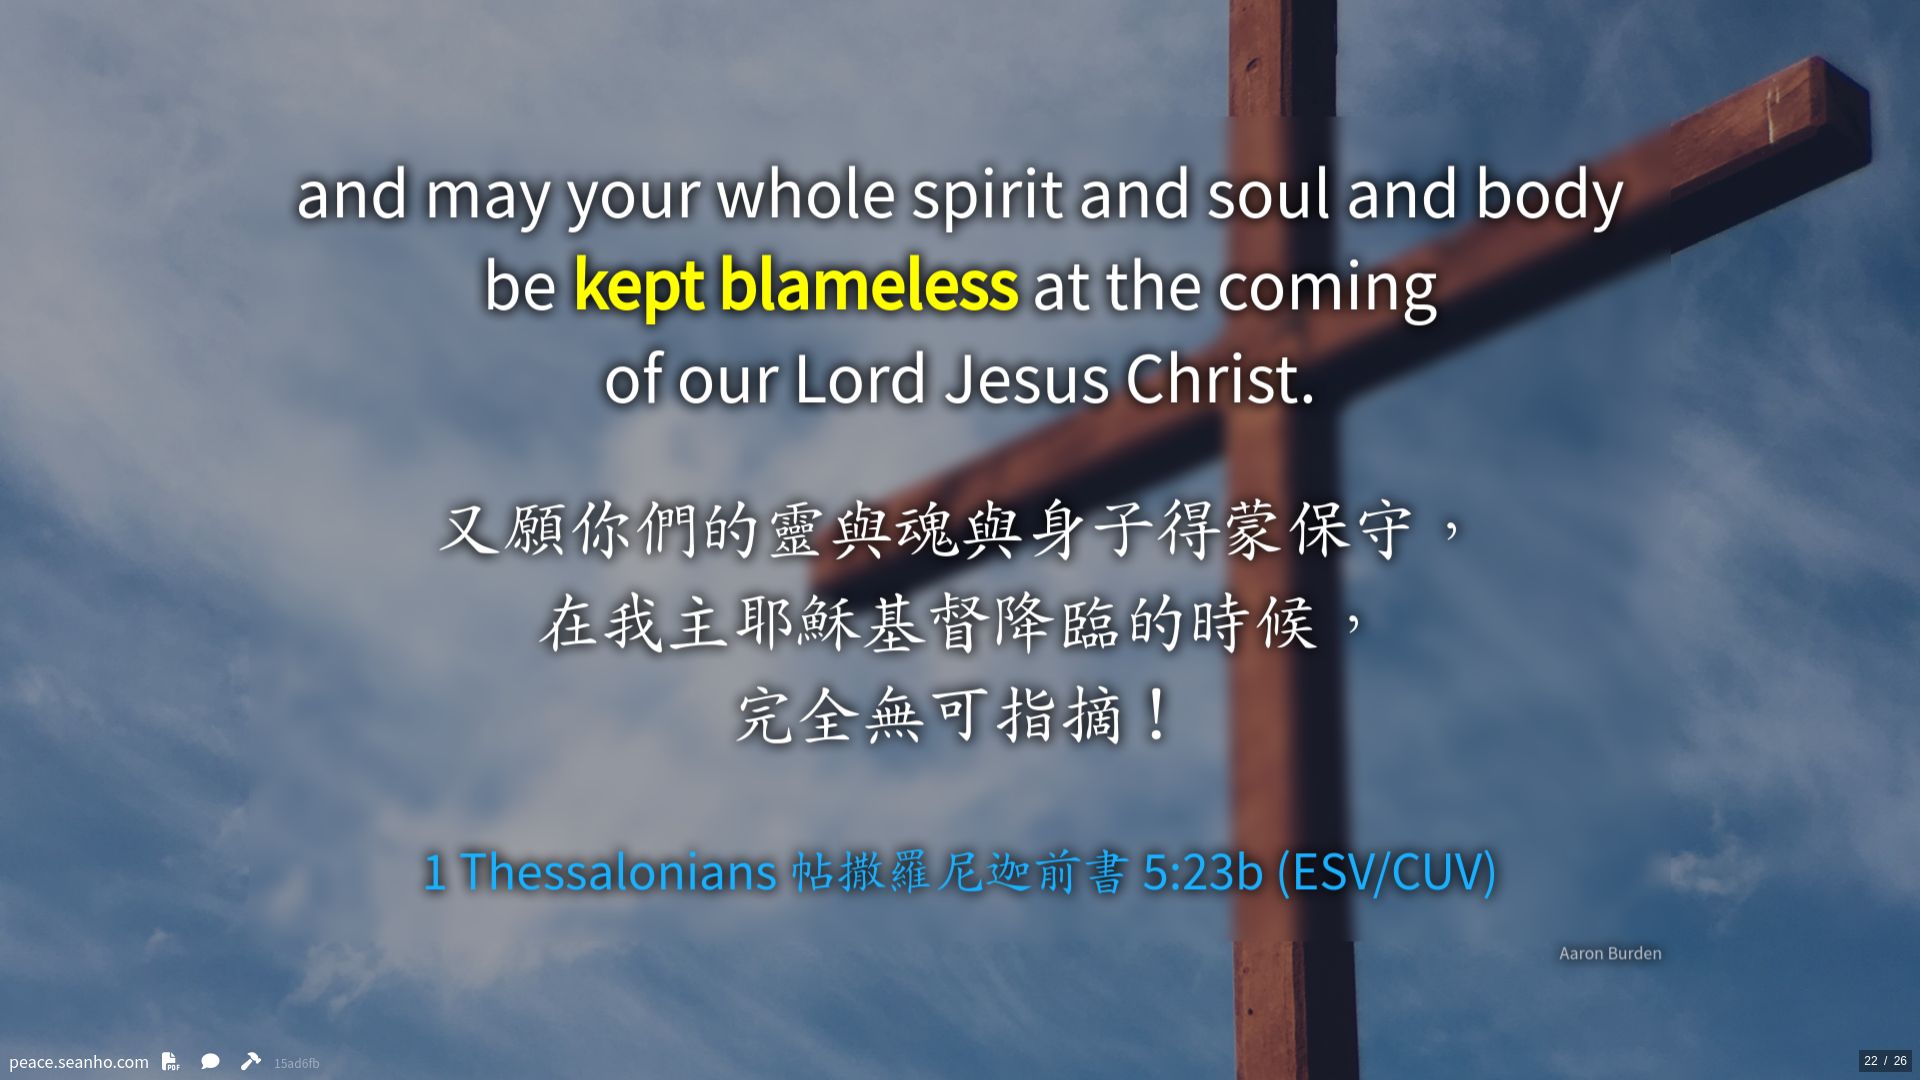 and may your whole spirit and soul and body
be kept blameless at the coming
of our Lord Jesus Christ.
又願你們的靈與魂與身子得蒙保守，
在我主耶穌基督降臨的時候，
完全無可指摘！
1 Thessalonians 帖撒羅尼迦前書 5:23b (ESV/CUV)
Aaron Burden
peace.seanho.com PDF 15ad6fb
22 / 26